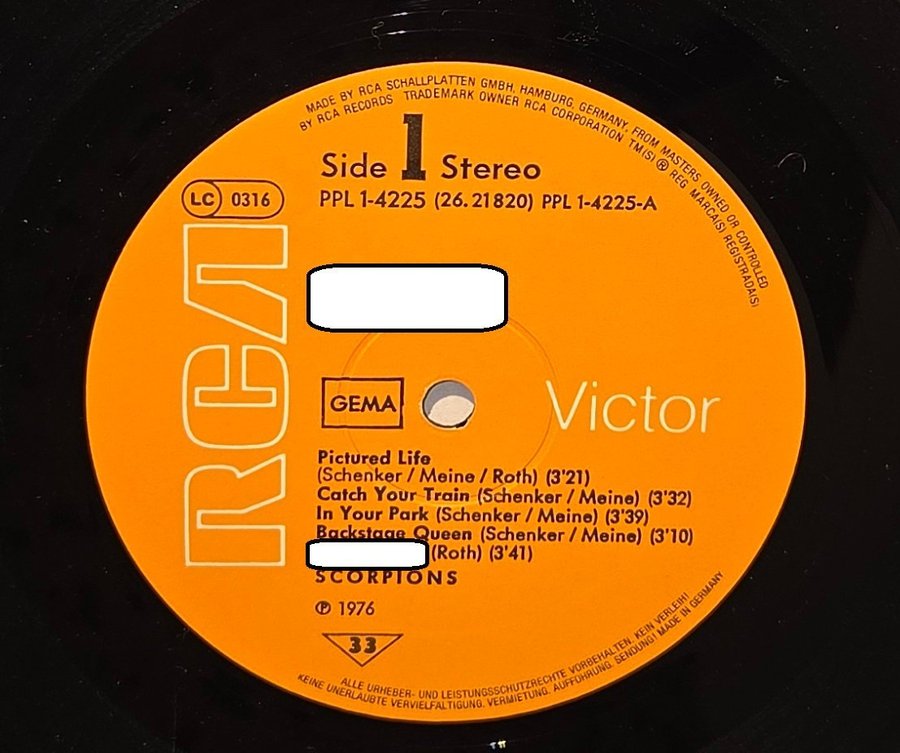 MADE BY RCA SCHALLPLATTEN GMBH, HAMBURG, GERMANY, FROM MASTERS OWNED OR CONTROLLED
BY RCA RECORDS TRADEMARK OWNER RCA CORPORATION TM(S) ® REG MARCA(S) REGISTRADA(S)
Side 1 Stereo
LC 0316
PPL 1-4225 (26.21820) PPL 1-4225-A
RCA
GEMA
Victor
Pictured Life
(Schenker / Meine / Roth) (3'21)
Catch Your Train (Schenker / Meine) (3'32)
In Your Park (Schenker / Meine) (3'39)
Backstage Queen (Schenker / Meine) (3'10)
(Roth) (3'41)
SCORPIONS
℗ 1976
33
ALLE URHEBER- UND LEISTUNGSSCHUTZRECHTE VORBEHALTEN. KEIN VERLEIH!
KEINE UNERLAUBTE VERVIELFÄLTIGUNG, VERMIETUNG, AUFFÜHRUNG, SENDUNG! MADE IN GERMANY